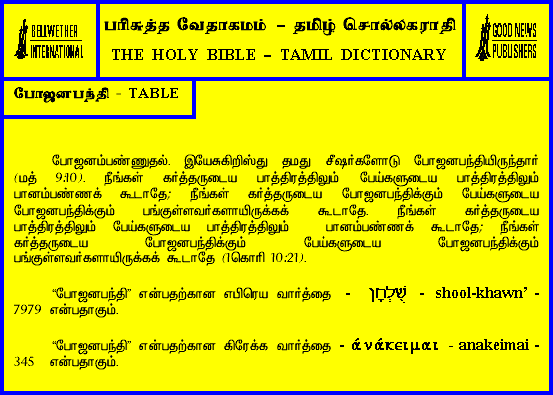 BELLWETHER
INTERNATIONAL
பரிசுத்த வேதாகமம் – தமிழ் சொல்லகராதி
THE HOLY BIBLE – TAMIL DICTIONARY
GOOD NEWS
PUBLISHERS
போஜனபந்தி - TABLE
போஜனம்பண்ணுதல். இயேசுகிறிஸ்து தமது சீஷர்களோடு போஜனபந்தியிருந்தார்
(மத் 9:10). நீங்கள் கர்த்தருடைய பாத்திரத்திலும் பேய்களுடைய பாத்திரத்திலும்
பானம்பண்ணக் கூடாதே; நீங்கள் கர்த்தருடைய போஜனபந்திக்கும் பேய்களுடைய
போஜனபந்திக்கும் பங்குள்ளவர்களாயிருக்கக் கூடாதே. நீங்கள் கர்த்தருடைய
பாத்திரத்திலும் பேய்களுடைய பாத்திரத்திலும் பானம்பண்ணக் கூடாதே; நீங்கள்
கர்த்தருடைய போஜனபந்திக்கும் பேய்களுடைய போஜனபந்திக்கும்
பங்குள்ளவர்களாயிருக்கக் கூடாதே (1கொரி 10:21).
“போஜனபந்தி” என்பதற்கான எபிரெய வார்த்தை - שֻׁלְחָן - shool-khawn’ -
7979 என்பதாகும்.
“போஜனபந்தி” என்பதற்கான கிரேக்க வார்த்தை - ἀνάκειμαι - anakeimai -
345 என்பதாகும்.